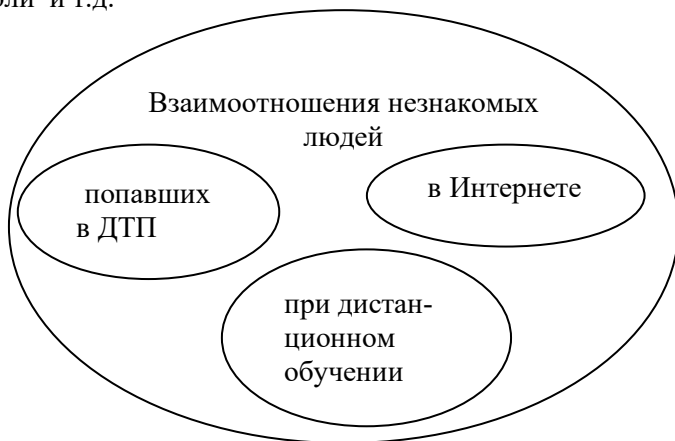 и т.д.
Взаимоотношения незнакомых
людей
попавших
в ДТП
в Интернете
при дистан-
ционном
обучении